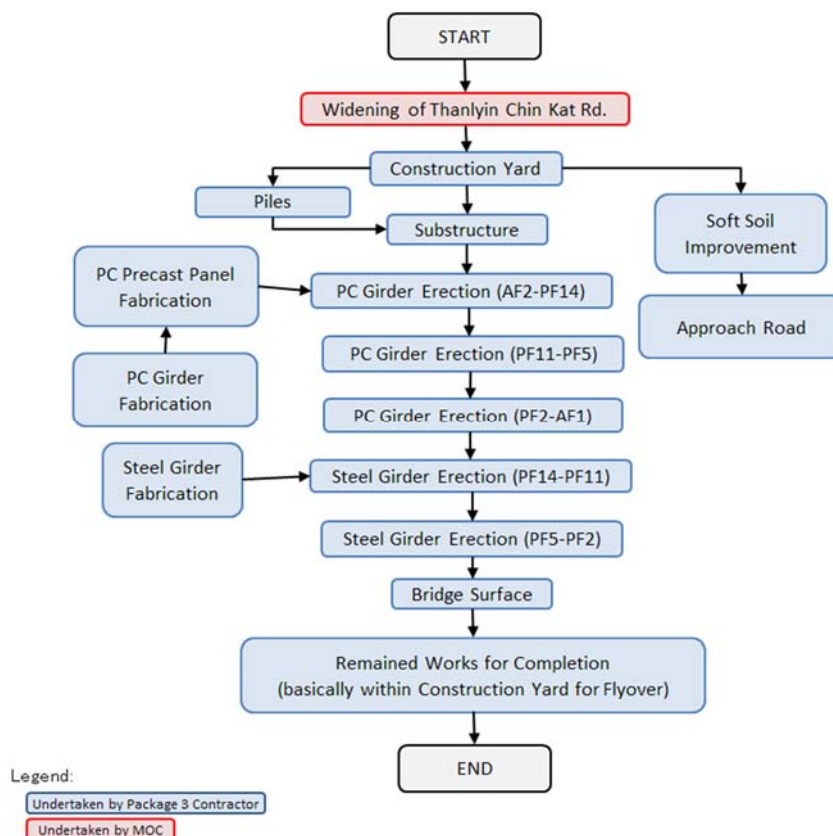 START
Widening of Thanlyin Chin Kat Rd.
Construction Yard
Piles
Substructure
Soft Soil
Improvement
PC Precast Panel
Fabrication
PC Girder Erection (AF2-PF14)
Approach Road
PC Girder Erection (PF11-PF5)
PC Girder
Fabrication
PC Girder Erection (PF2-AF1)
Steel Girder
Fabrication
Steel Girder Erection (PF14-PF11)
Steel Girder Erection (PF5-PF2)
Bridge Surface
Remained Works for Completion
(basically within Construction Yard for Flyover)
END
Legend:
Undertaken by Package 3 Contractor
Undertaken by MOC